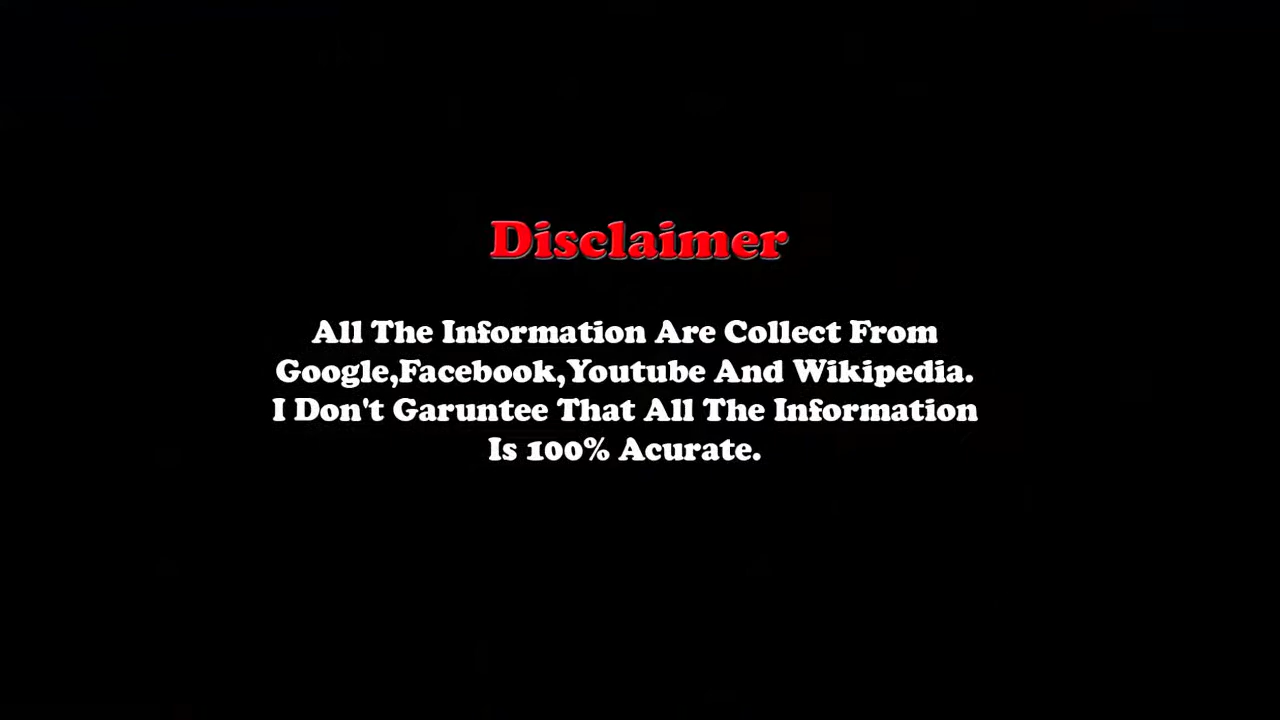 Disclaimer
All The Information Are Collect From
Google,Facebook,Youtube And Wikipedia.
I Don't Garuntee That All The Information
Is 100% Acurate.